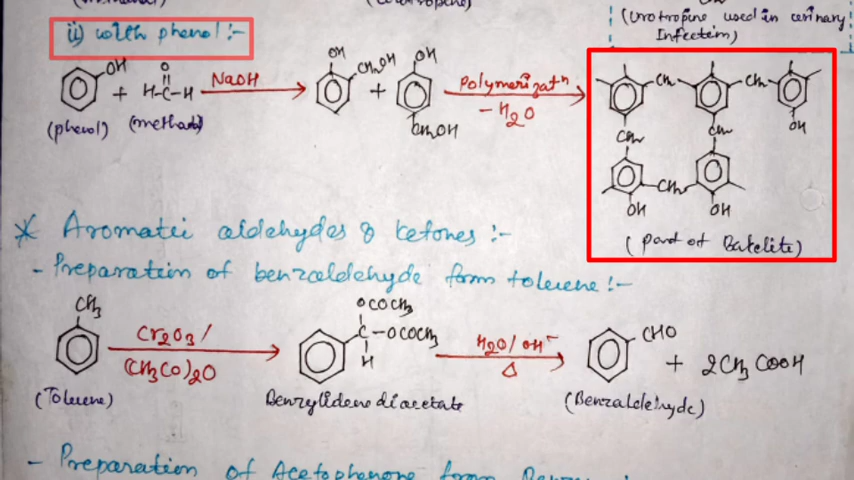 (Urotropine used in urinary
Infection)
ii) with phenol :-
OH
+
O
H-C-H
NaOH
OH
CH2OH
+
OH
CH2OH
Polymerizatn
- H2O
CH2
CH2
CH2
CH2
CH2
OH
OH
OH
(phenol)
(methanal)
(part of Bakelite)
* Aromatic aldehydes & ketones :-
- Preparation of benzaldehyde form toluene :-
CH3
Cr2O3/
(CH3CO)2O
OCOCH3
C-OCOCH3
H
H2O/OH-
Δ
CHO
+ 2CH3COOH
(Toluene)
Benzylidene diacetate
(Benzaldehyde)
- Preparation of Acetophenone from